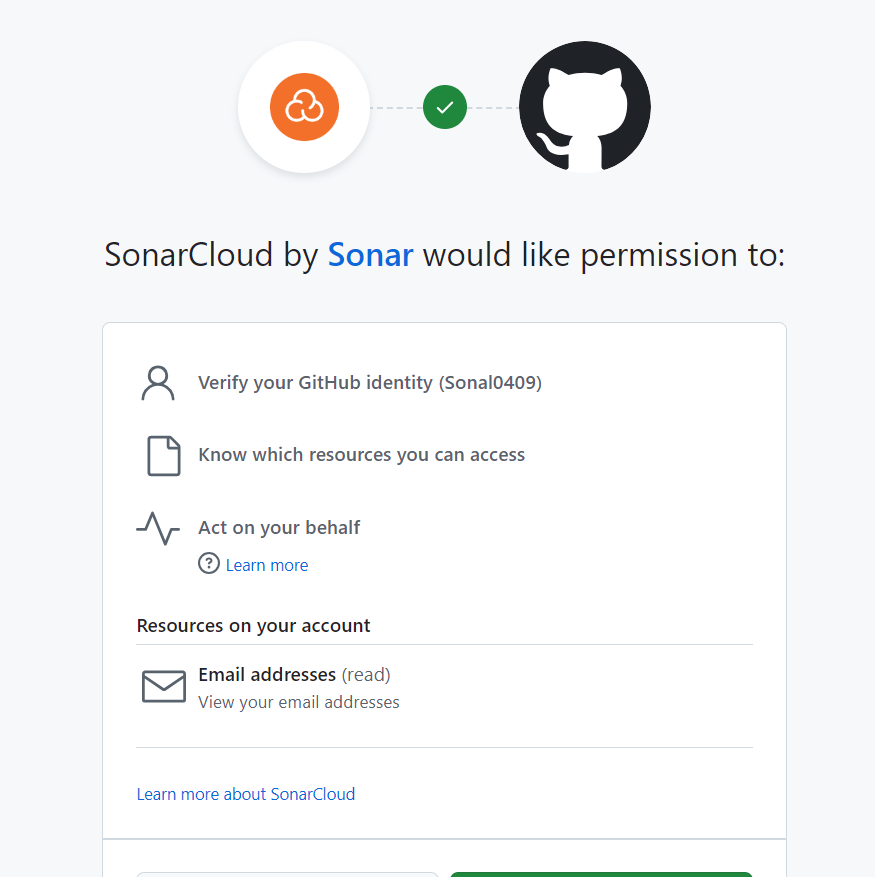 SonarCloud by Sonar would like permission to:
Verify your GitHub identity (Sonal0409)
Know which resources you can access
Act on your behalf
Learn more
Resources on your account
Email addresses (read)
View your email addresses
Learn more about SonarCloud